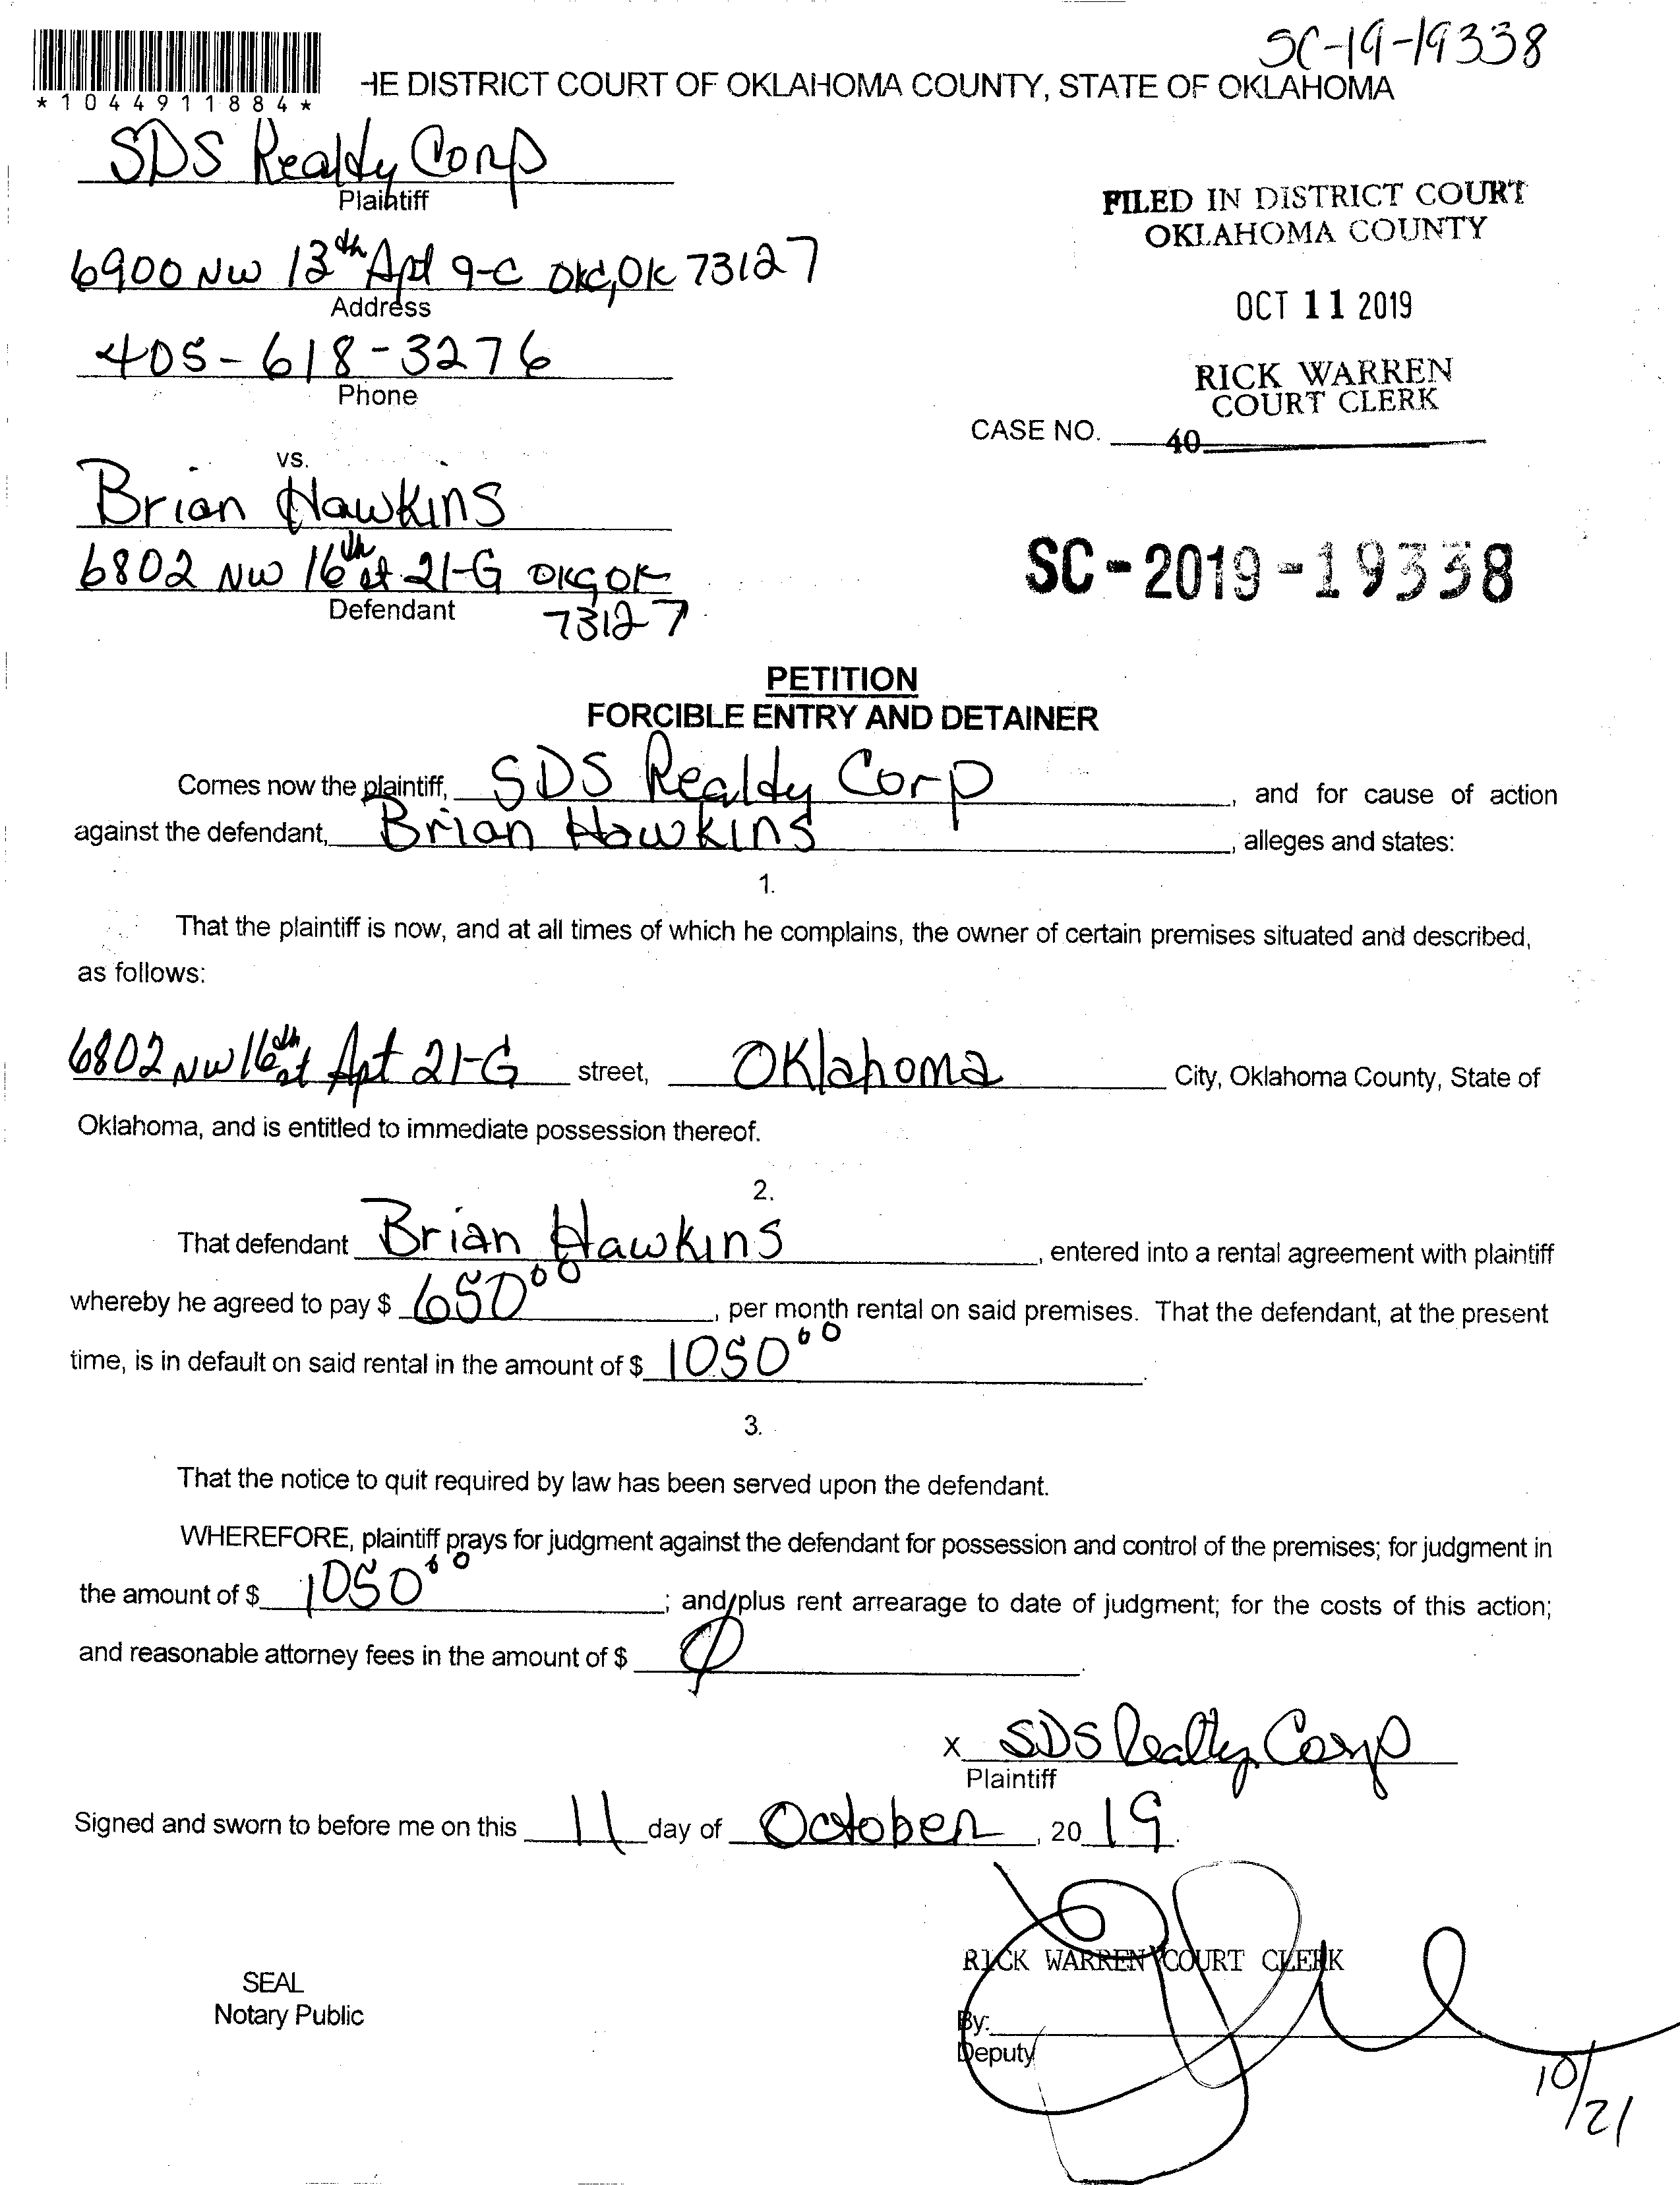 SC-19-19338
*1044911884*
HE DISTRICT COURT OF OKLAHOMA COUNTY, STATE OF OKLAHOMA
SDS Realty Corp
Plaintiff
6900 NW 13th Apt 9-C OKC, OK 73127
Address
405-618-3276
Phone
FILED IN DISTRICT COURT
OKLAHOMA COUNTY
OCT 11 2019
RICK WARREN
COURT CLERK
CASE NO. 40
vs.
Brian Hawkins
6802 NW 16th st 21-G OKC, OK
Defendant 73127
SC-2019-19338
PETITION
FORCIBLE ENTRY AND DETAINER
Comes now the plaintiff, SDS Realty Corp, and for cause of action
against the defendant, Brian Hawkins, alleges and states:
1.
That the plaintiff is now, and at all times of which he complains, the owner of certain premises situated and described,
as follows:
6802 NW 16th st Apt 21-G street, Oklahoma City, Oklahoma County, State of
Oklahoma, and is entitled to immediate possession thereof.
2.
That defendant Brian Hawkins, entered into a rental agreement with plaintiff
whereby he agreed to pay $ 650 00, per month rental on said premises. That the defendant, at the present
time, is in default on said rental in the amount of $ 1050 00.
3.
That the notice to quit required by law has been served upon the defendant.
WHEREFORE, plaintiff prays for judgment against the defendant for possession and control of the premises; for judgment in
the amount of $ 1050 00; and/plus rent arrearage to date of judgment; for the costs of this action;
and reasonable attorney fees in the amount of $ Ø.
X SDS Realty Corp
Plaintiff
Signed and sworn to before me on this 11 day of October, 2019.
RICK WARREN COURT CLERK
SEAL
Notary Public
By:
Deputy
10/21